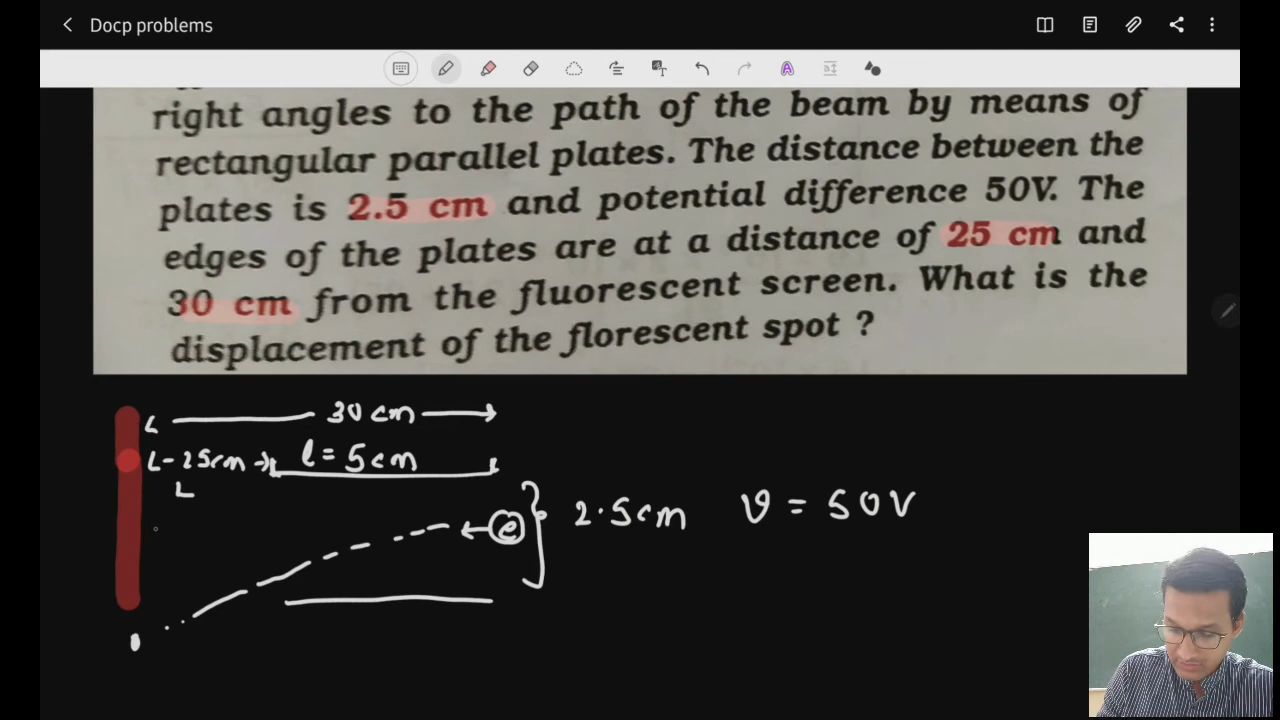 Docp problems
right angles to the path of the beam by means of
rectangular parallel plates. The distance between the
plates is 2.5 cm and potential difference 50V. The
edges of the plates are at a distance of 25 cm and
30 cm from the fluorescent screen. What is the
displacement of the florescent spot ?
30 cm
25cm l = 5cm
L
e 2.5cm V = 50V